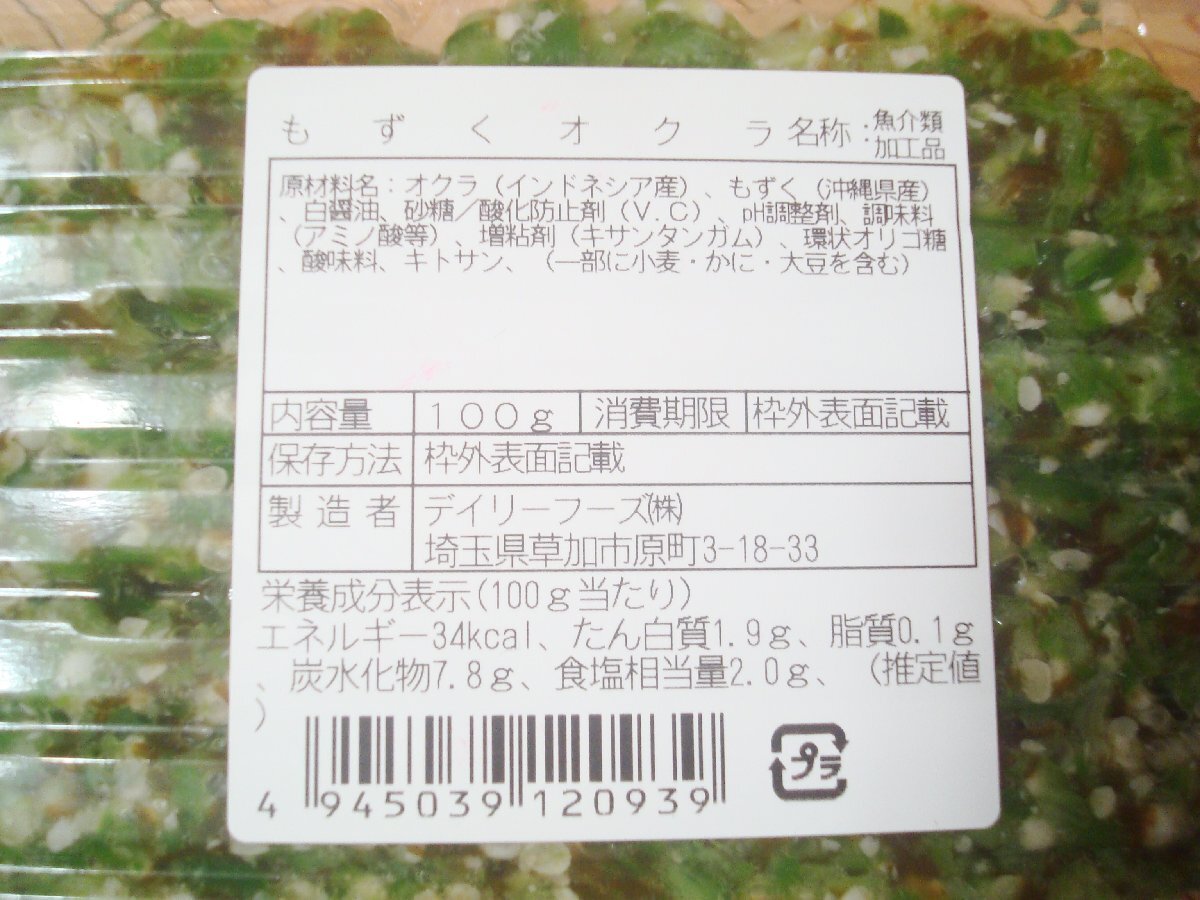 もずくオクラ 名称:魚介類
加工品
原材料名:オクラ(インドネシア産)、もずく(沖縄県産)
、白醤油、砂糖/酸化防止剤(V.C)、pH調整剤、調味料
(アミノ酸等)、増粘剤(キサンタンガム)、環状オリゴ糖
、酸味料、キトサン、(一部に小麦・かに・大豆を含む)
内容量 100g 消費期限 枠外表面記載
保存方法 枠外表面記載
製造者 デイリーフーズ㈱
埼玉県草加市原町3-18-33
栄養成分表示(100g当たり)
エネルギー34kcal、たん白質1.9g、脂質0.1g
、炭水化物7.8g、食塩相当量2.0g、(推定値
)
4 945039 120939
プラ